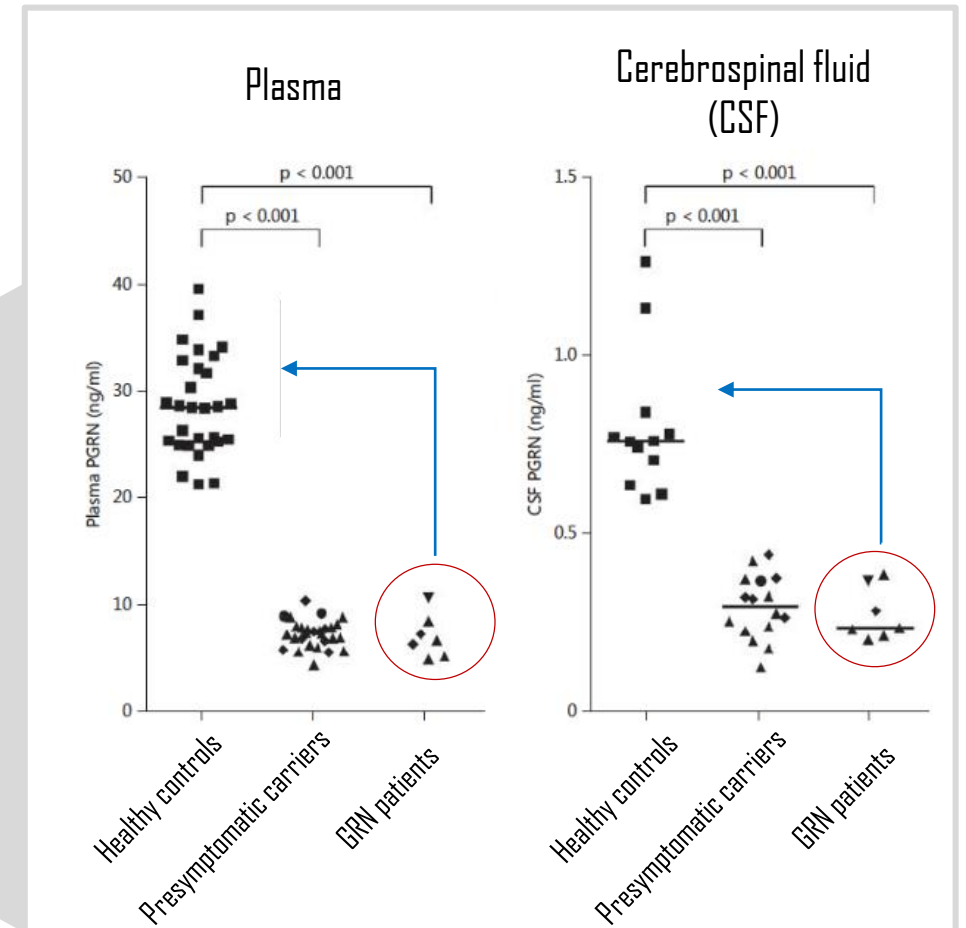 Plasma
50
40
30
20
10
0
Plasma PGRN (ng/ml)
p < 0.001
p < 0.001
Healthy controls
Presymptomatic carriers
GRN patients
Cerebrospinal fluid
(CSF)
1.5
1.0
0.5
0
CSF PGRN (ng/ml)
p < 0.001
p < 0.001
Healthy controls
Presymptomatic carriers
GRN patients